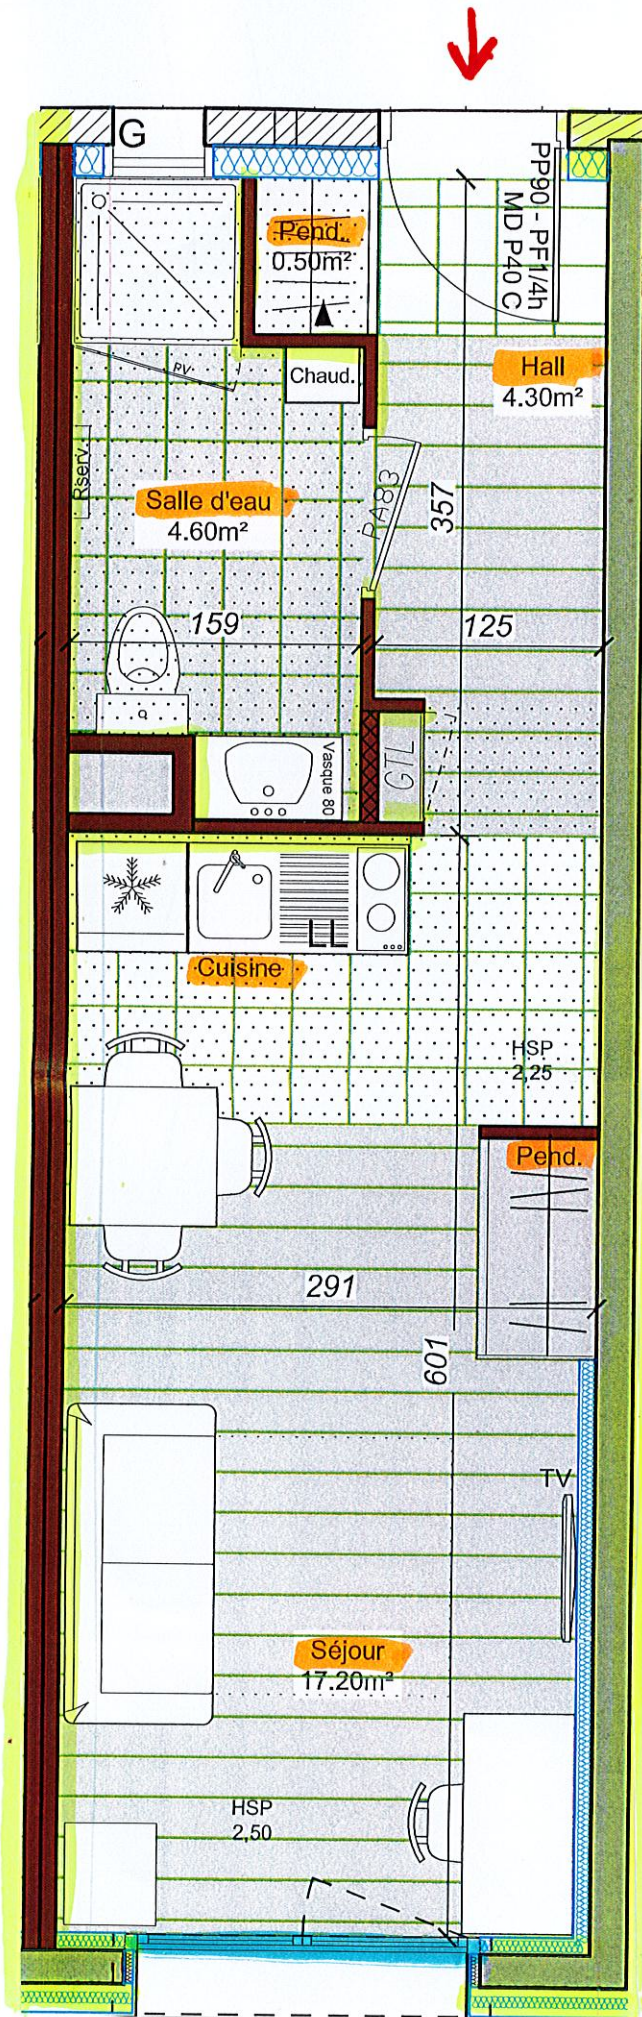 G
PP90 - PF1/4h
MD P40 C
Pend.
0.50m²
Hall
4.30m²
Chaud.
PV
Rserv.
Salle d'eau
4.60m²
PA83
357
159
125
GTL
Vasque 80
LL
Cuisine
HSP
2,25
Pend.
291
601
TV
Séjour
17.20m²
HSP
2,50